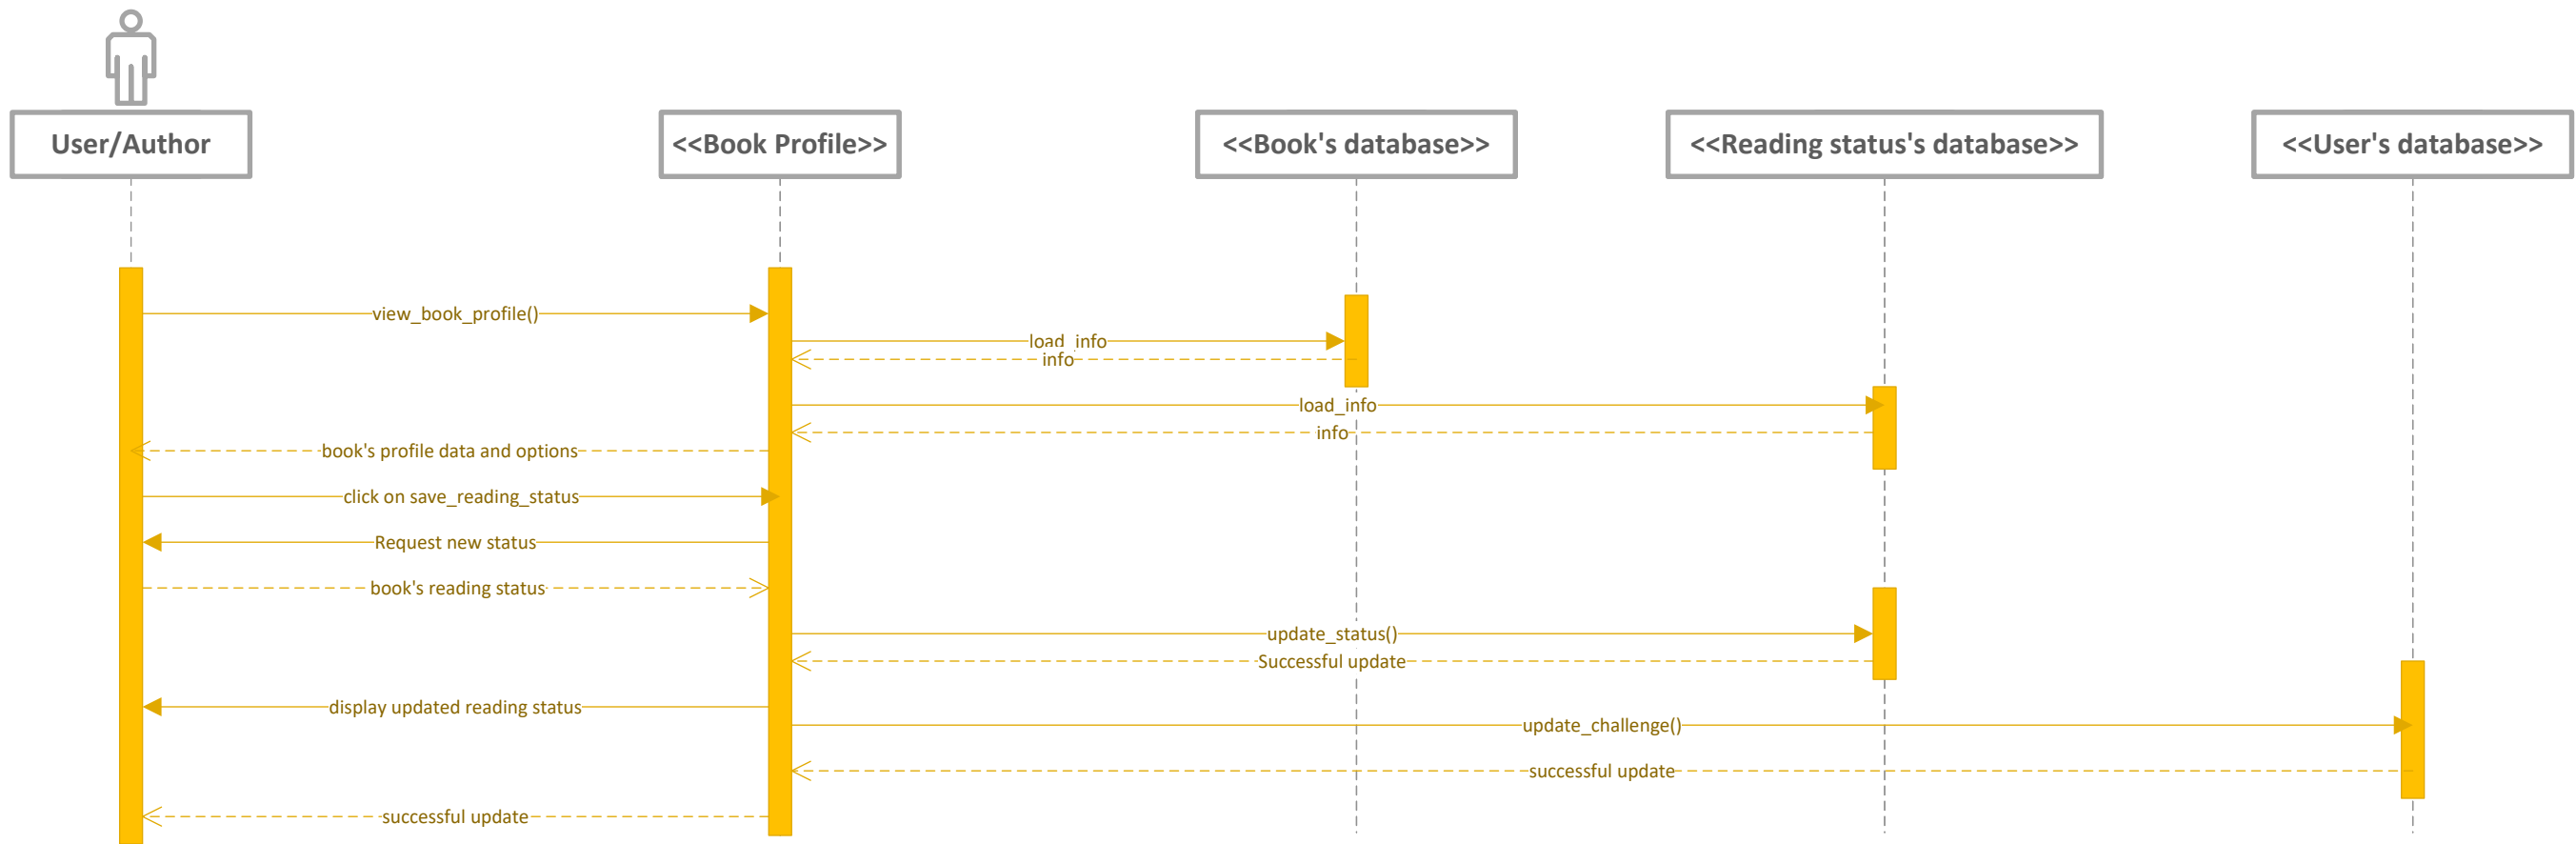 User/Author
<<Book Profile>>
<<Book's database>>
<<Reading status's database>>
<<User's database>>
view_book_profile()
load_info
info
load_info
info
book's profile data and options
click on save_reading_status
Request new status
book's reading status
update_status()
Successful update
display updated reading status
update_challenge()
successful update
successful update